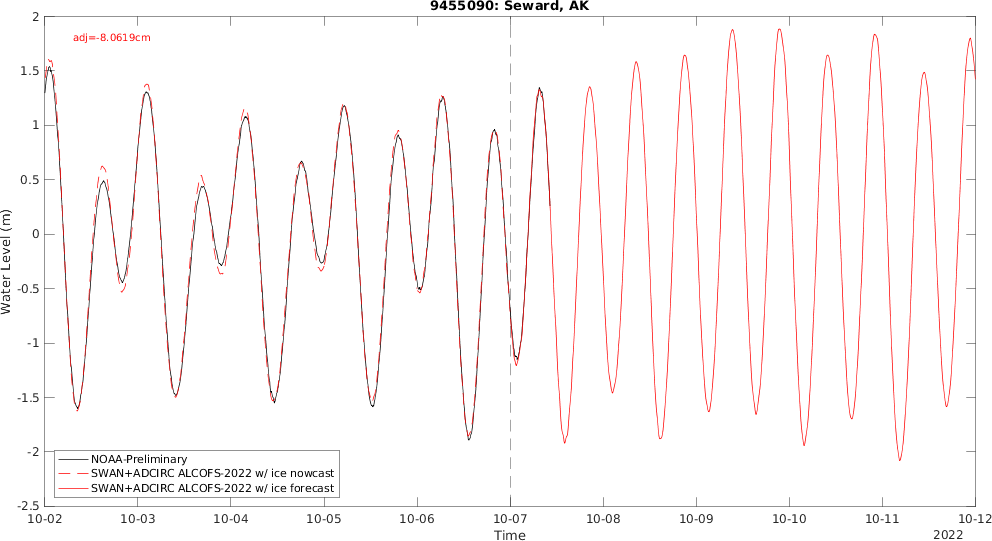 9455090: Seward, AK
adj=-8.0619cm
Water Level (m)
2
1.5
1
0.5
0
-0.5
-1
-1.5
-2
-2.5
NOAA-Preliminary
SWAN+ADCIRC ALCOFS-2022 w/ ice nowcast
SWAN+ADCIRC ALCOFS-2022 w/ ice forecast
10-02 10-03 10-04 10-05 10-06 10-07 10-08 10-09 10-10 10-11 10-12
Time
2022